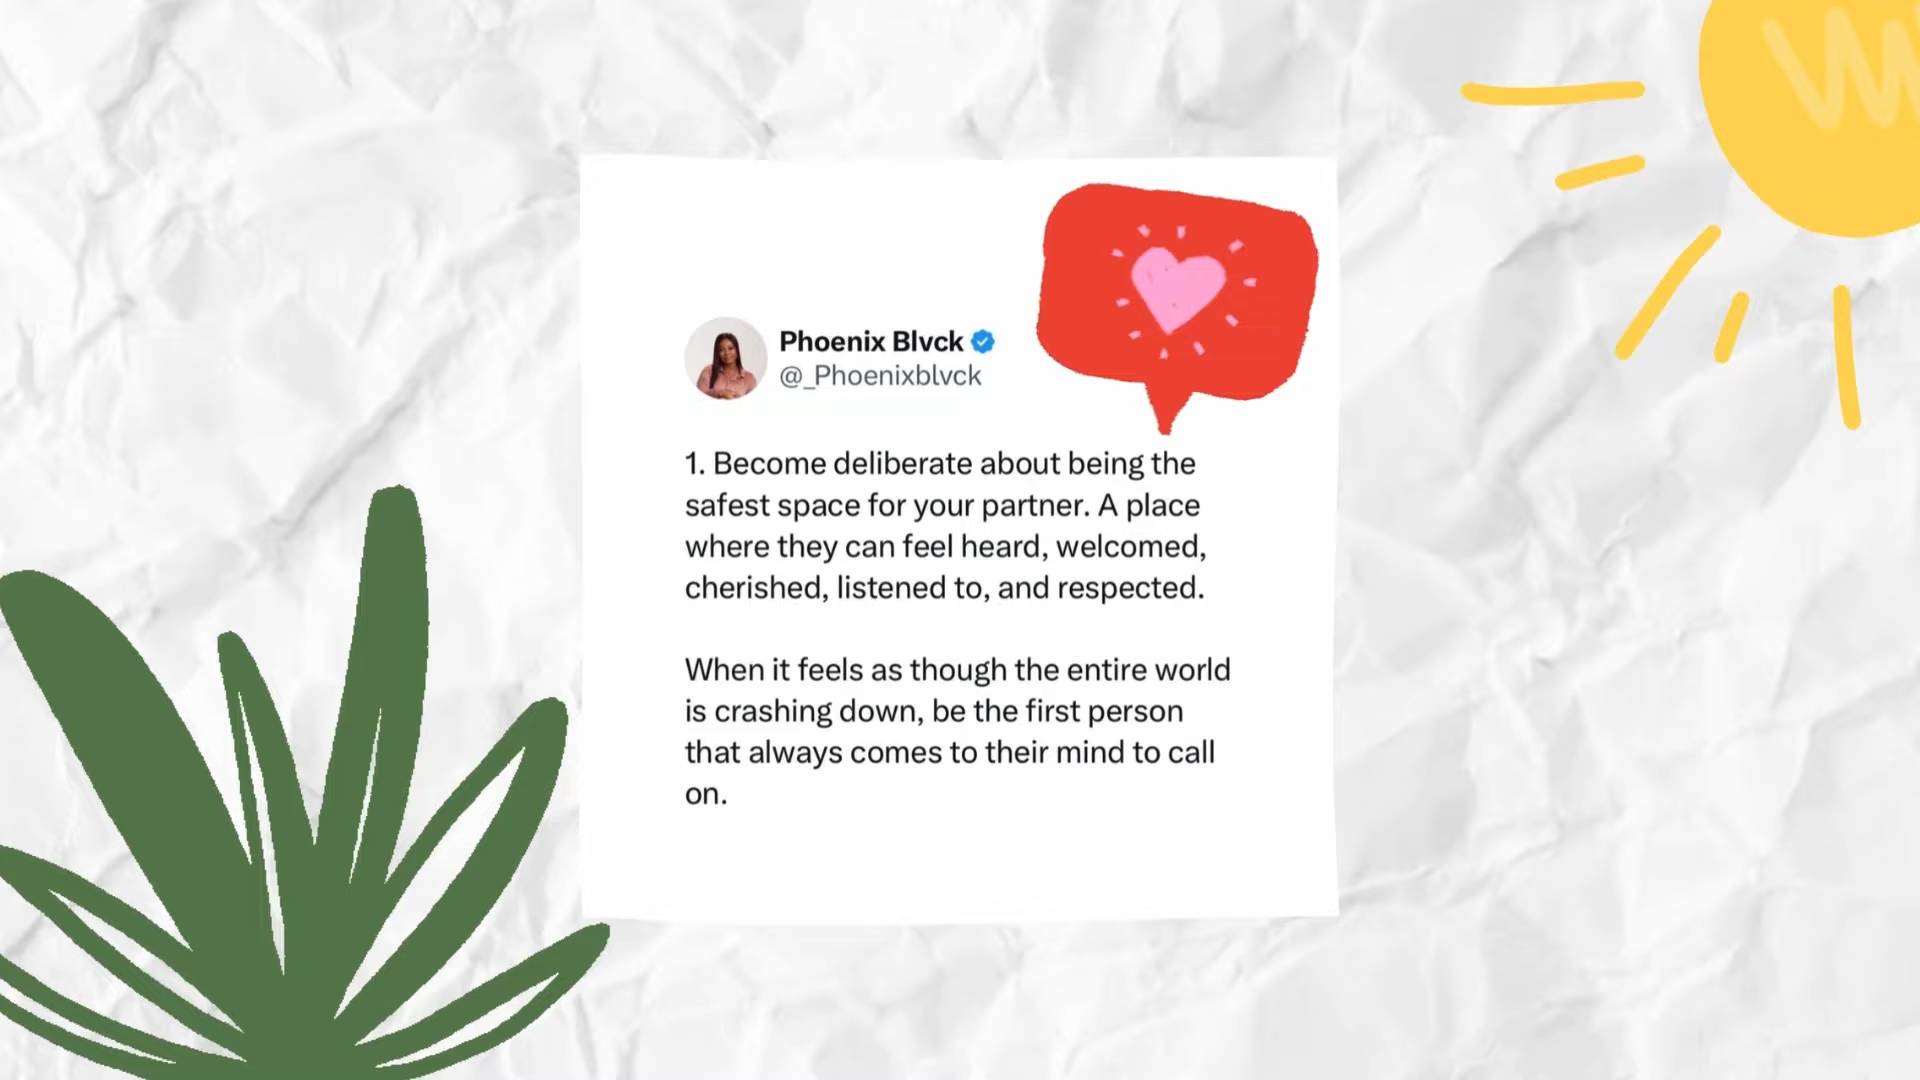 Phoenix Blvck
@_Phoenixblvck
1. Become deliberate about being the
safest space for your partner. A place
where they can feel heard, welcomed,
cherished, listened to, and respected.
When it feels as though the entire world
is crashing down, be the first person
that always comes to their mind to call
on.